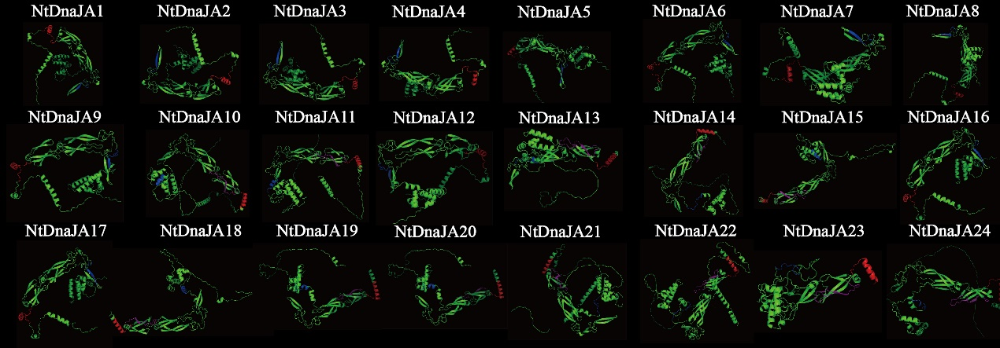 NtDnaJA1 NtDnaJA2 NtDnaJA3 NtDnaJA4 NtDnaJA5 NtDnaJA6 NtDnaJA7 NtDnaJA8
NtDnaJA9 NtDnaJA10 NtDnaJA11 NtDnaJA12 NtDnaJA13 NtDnaJA14 NtDnaJA15 NtDnaJA16
NtDnaJA17 NtDnaJA18 NtDnaJA19 NtDnaJA20 NtDnaJA21 NtDnaJA22 NtDnaJA23 NtDnaJA24